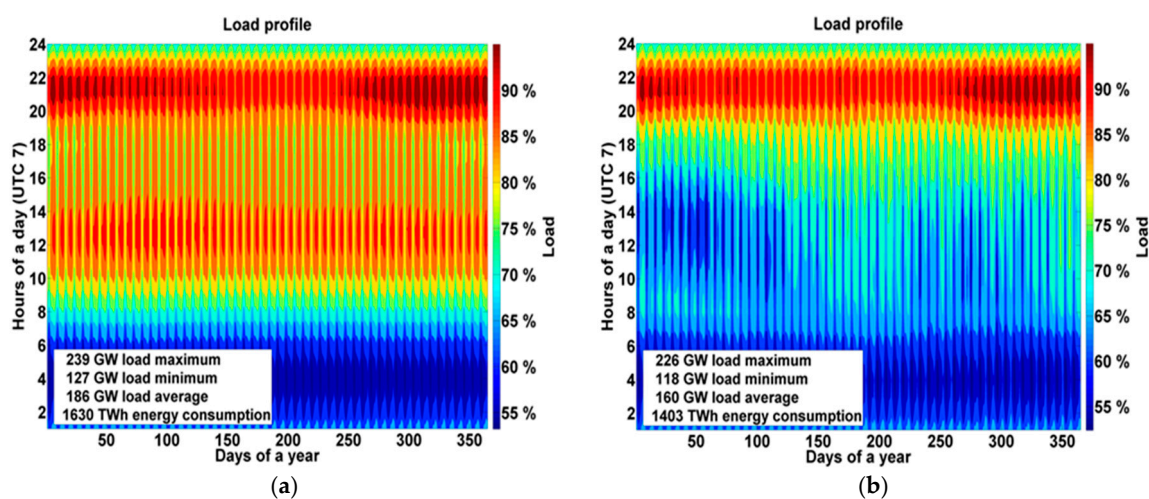 Load profile
24
22
20
18
16
14
12
10
8
6
4
2
Hours of a day (UTC 7)
239 GW load maximum
127 GW load minimum
186 GW load average
1630 TWh energy consumption
50 100 150 200 250 300 350
Days of a year
90 %
85 %
80 %
75 %
70 %
65 %
60 %
55 %
Load
(a)
Load profile
24
22
20
18
16
14
12
10
8
6
4
2
Hours of a day (UTC 7)
226 GW load maximum
118 GW load minimum
160 GW load average
1403 TWh energy consumption
50 100 150 200 250 300 350
Days of a year
90 %
85 %
80 %
75 %
70 %
65 %
60 %
55 %
Load
(b)